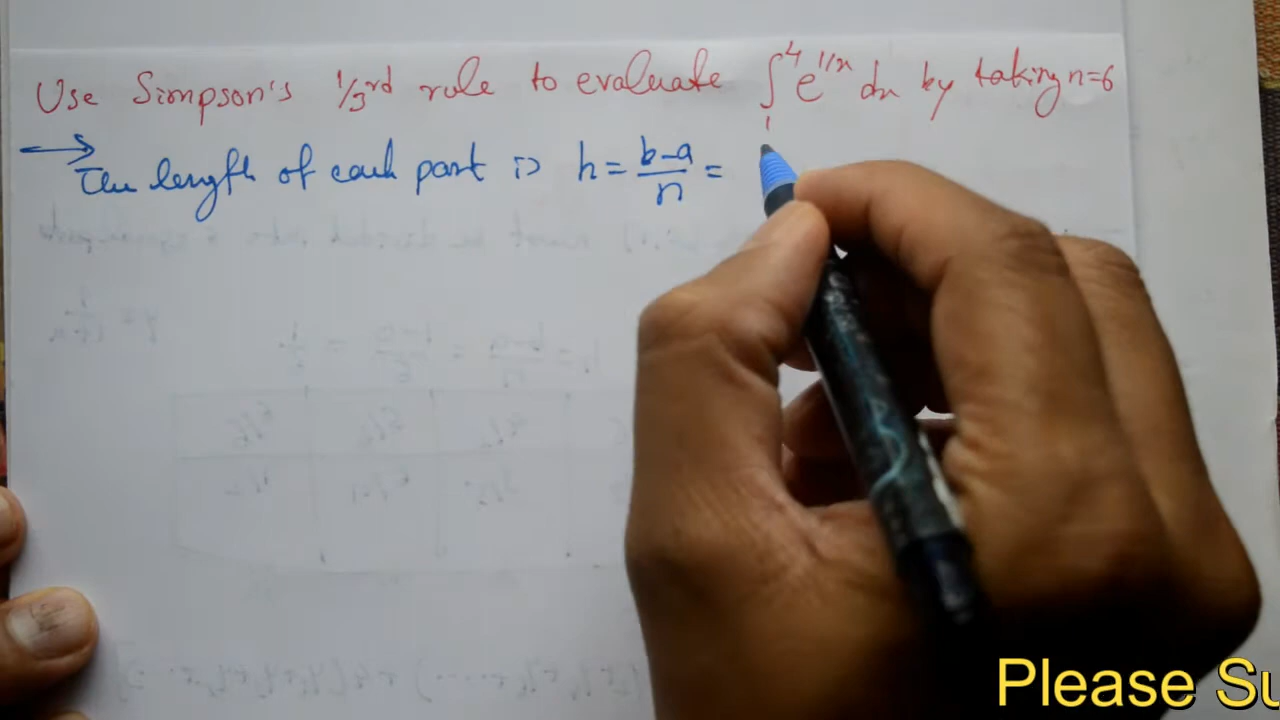 Use Simpson's 1/3rd rule to evaluate ∫₁⁴ e^1/x dx by taking n=6
→ The length of each part is h = b-a/n =
Please Su